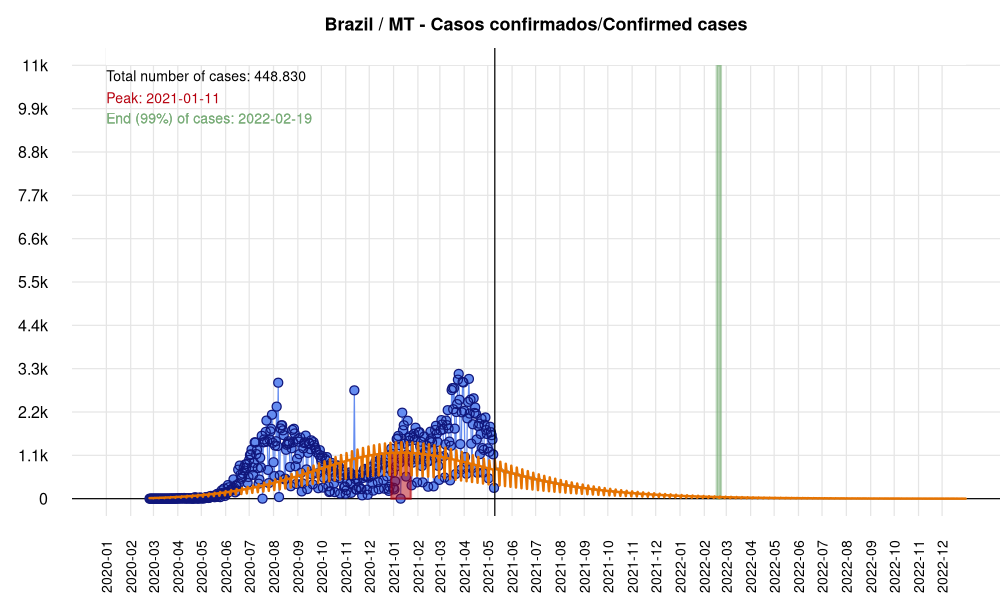 Brazil / MT - Casos confirmados/Confirmed cases
Total number of cases: 448.830
Peak: 2021-01-11
End (99%) of cases: 2022-02-19
11k
9.9k
8.8k
7.7k
6.6k
5.5k
4.4k
3.3k
2.2k
1.1k
0
2020-01
2020-02
2020-03
2020-04
2020-05
2020-06
2020-07
2020-08
2020-09
2020-10
2020-11
2020-12
2021-01
2021-02
2021-03
2021-04
2021-05
2021-06
2021-07
2021-08
2021-09
2021-10
2021-11
2021-12
2022-01
2022-02
2022-03
2022-04
2022-05
2022-06
2022-07
2022-08
2022-09
2022-10
2022-11
2022-12